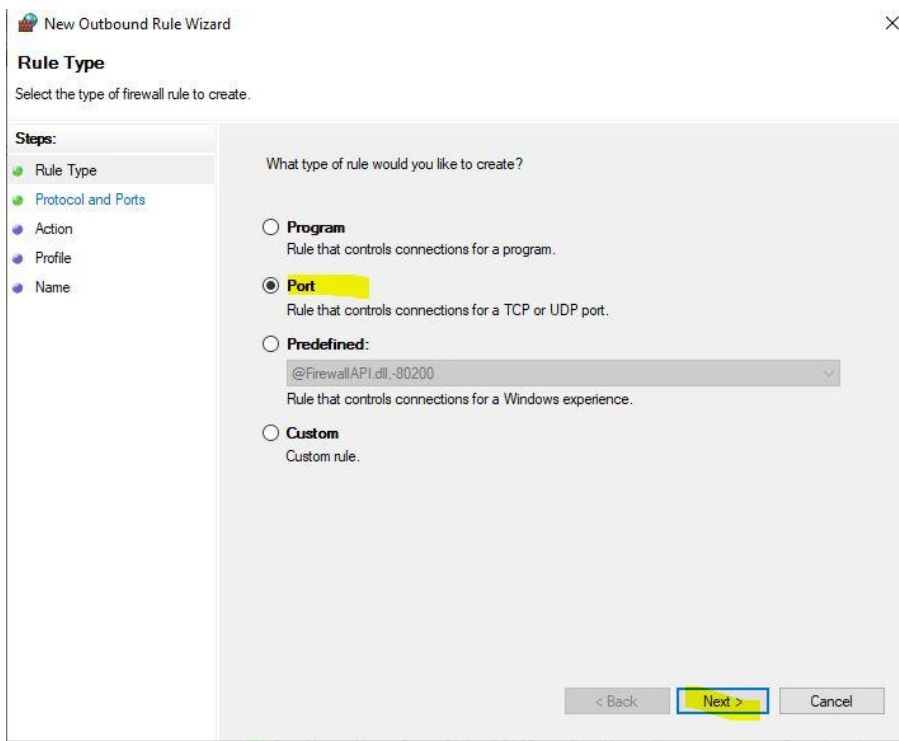 New Outbound Rule Wizard
Rule Type
Select the type of firewall rule to create.
Steps:
Rule Type
Protocol and Ports
Action
Profile
Name
What type of rule would you like to create?
Program
Rule that controls connections for a program.
Port
Rule that controls connections for a TCP or UDP port.
Predefined:
@FirewallAPI.dll,-80200
Rule that controls connections for a Windows experience.
Custom
Custom rule.
< Back
Next >
Cancel